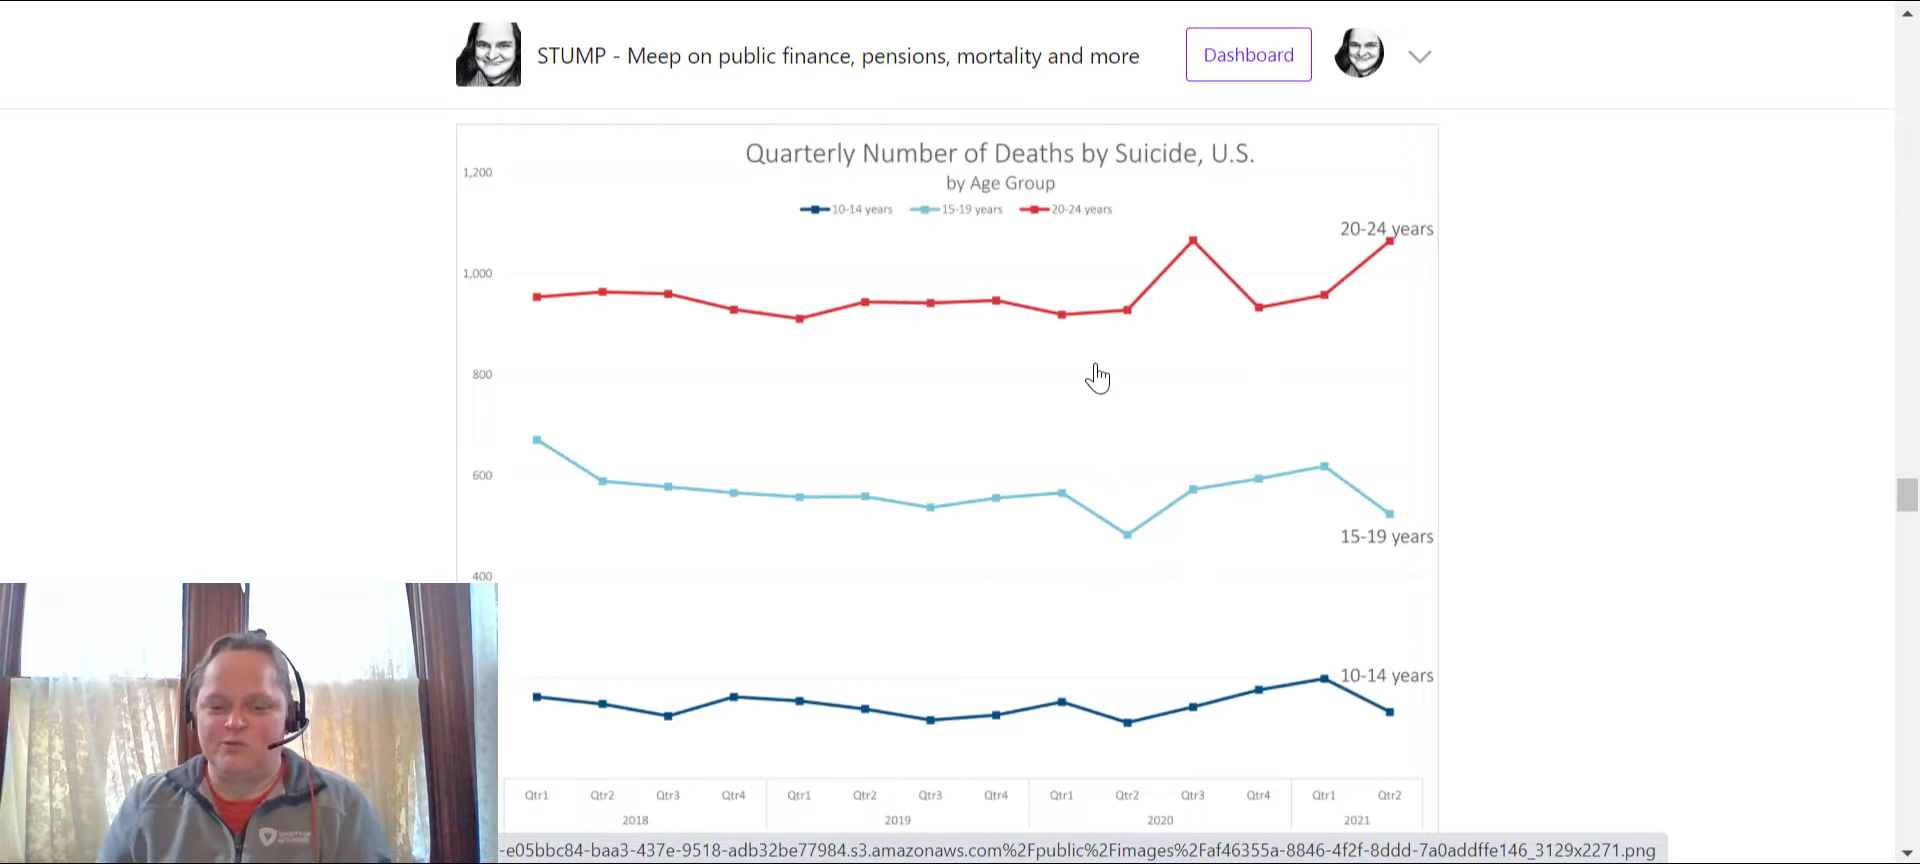 STUMP - Meep on public finance, pensions, mortality and more
Dashboard
Quarterly Number of Deaths by Suicide, U.S.
by Age Group
10-14 years 15-19 years 20-24 years
1,200
1,000
800
600
400
20-24 years
15-19 years
10-14 years
Qtr1 Qtr2 Qtr3 Qtr4 Qtr1 Qtr2 Qtr3 Qtr4 Qtr1 Qtr2 Qtr3 Qtr4 Qtr1 Qtr2
2018 2019 2020 2021
-e05bbc84-baa3-437e-9518-adb32be77984.s3.amazonaws.com%2Fpublic%2Fimages%2Faf46355a-8846-4f2f-8ddd-7a0addffe146_3129x2271.png